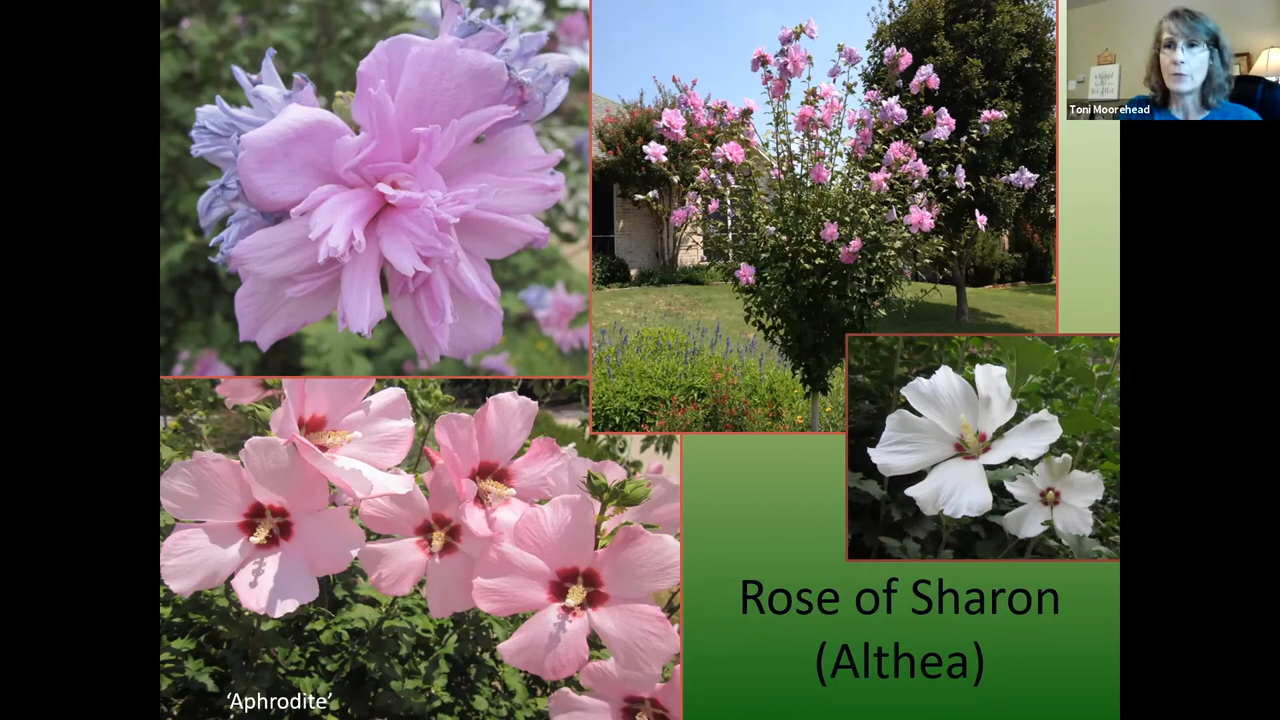 Toni Moorehead
Rose of Sharon
(Althea)
‘Aphrodite’